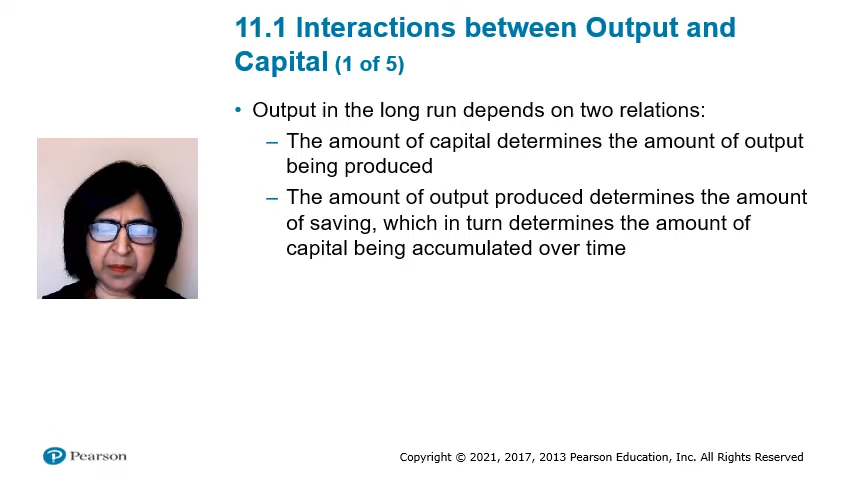 11.1 Interactions between Output and
Capital (1 of 5)
• Output in the long run depends on two relations:
– The amount of capital determines the amount of output
being produced
– The amount of output produced determines the amount
of saving, which in turn determines the amount of
capital being accumulated over time
Pearson
Copyright © 2021, 2017, 2013 Pearson Education, Inc. All Rights Reserved